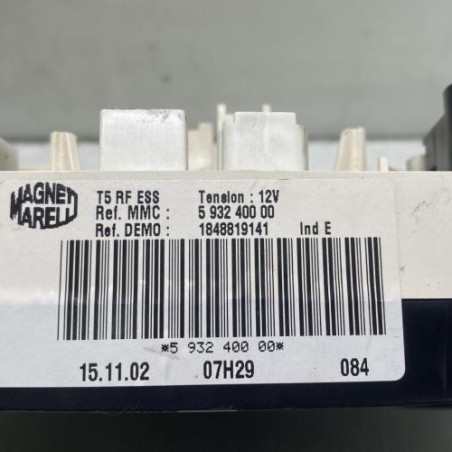 MAGNETI
MARELLI
T5 RF ESS Tension : 12V
Ref. MMC : 5 932 400 00
Ref. DEMO : 1848819141 Ind E
*5 932 400 00*
15.11.02 07H29 084